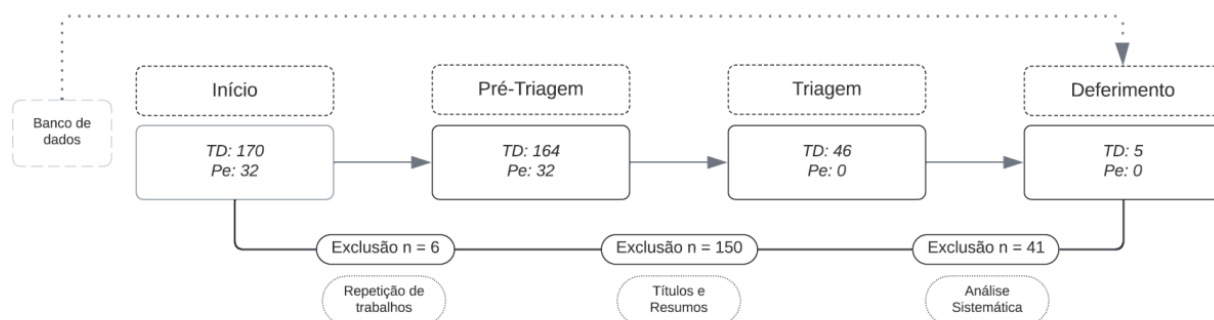 Início
Pré-Triagem
Triagem
Deferimento
Banco de
dados
TD: 170
Pe: 32
TD: 164
Pe: 32
TD: 46
Pe: 0
TD: 5
Pe: 0
Exclusão n = 6
Exclusão n = 150
Exclusão n = 41
Repetição de
trabalhos
Títulos e
Resumos
Análise
Sistemática